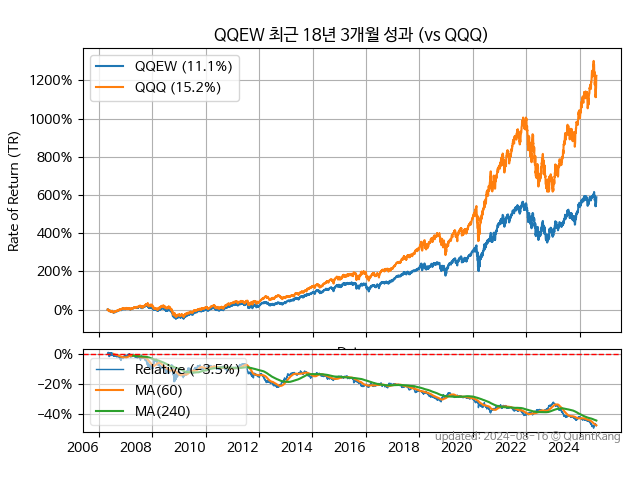 QQEW 최근 18년 3개월 성과 (vs QQQ)
QQEW (11.1%)
QQQ (15.2%)
Rate of Return (TR)
1200%
1000%
800%
600%
400%
200%
0%
0%
−20%
−40%
Relative (−3.5%)
MA(60)
MA(240)
updated: 2024-08-16 © QuantKang
2006 2008 2010 2012 2014 2016 2018 2020 2022 2024